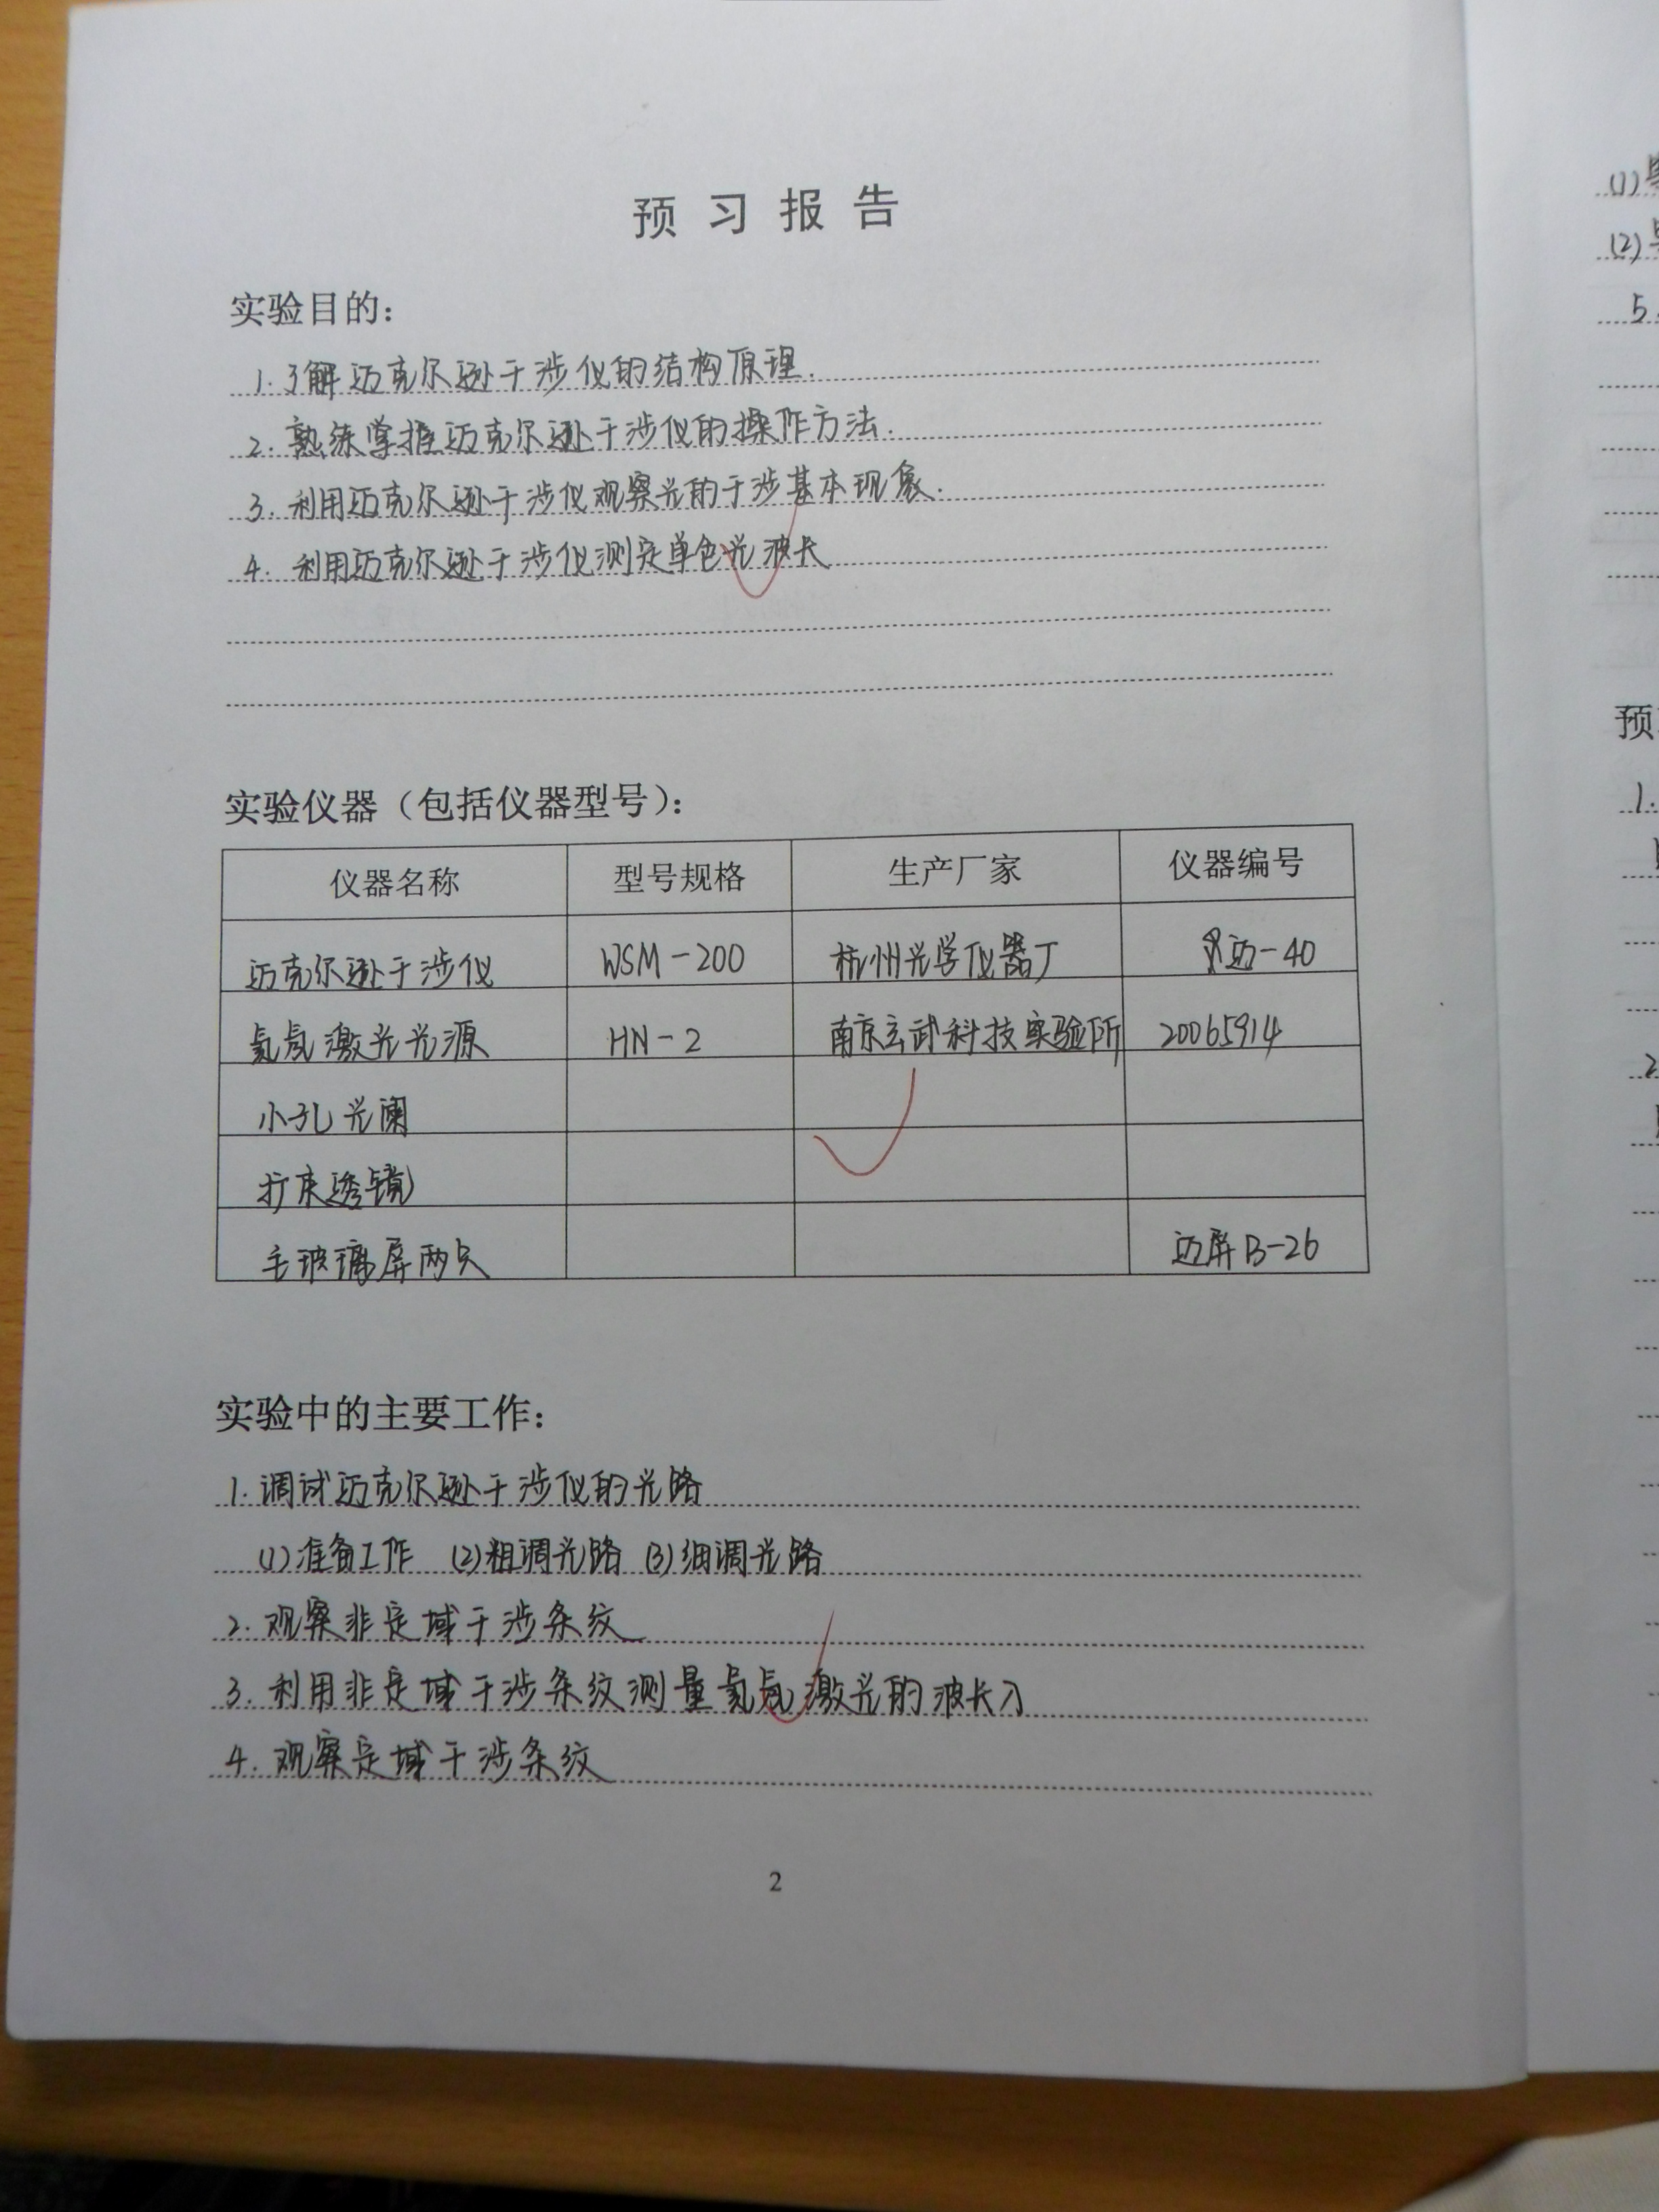 预习报告
实验目的：
1. 了解迈克尔逊干涉仪的结构原理.
2. 熟练掌握迈克尔逊干涉仪的操作方法.
3. 利用迈克尔逊干涉仪观察光的干涉基本现象.
4. 利用迈克尔逊干涉仪测定单色光波长
实验仪器（包括仪器型号）：
仪器名称 型号规格 生产厂家 仪器编号
迈克尔逊干涉仪 WSM-200 杭州光学仪器厂 迈-40
氦氖激光光源 HN-2 南京玄武科技实验所 20065914
小孔光阑
扩束透镜
毛玻璃屏两只 迈屏B-26
实验中的主要工作：
1. 调试迈克尔逊干涉仪的光路
(1)准备工作 (2)粗调光路 (3)细调光路
2. 观察非定域干涉条纹
3. 利用非定域干涉条纹测量氦氖激光的波长λ
4. 观察定域干涉条纹
2
(1)
(2)
5.
预
1.
2